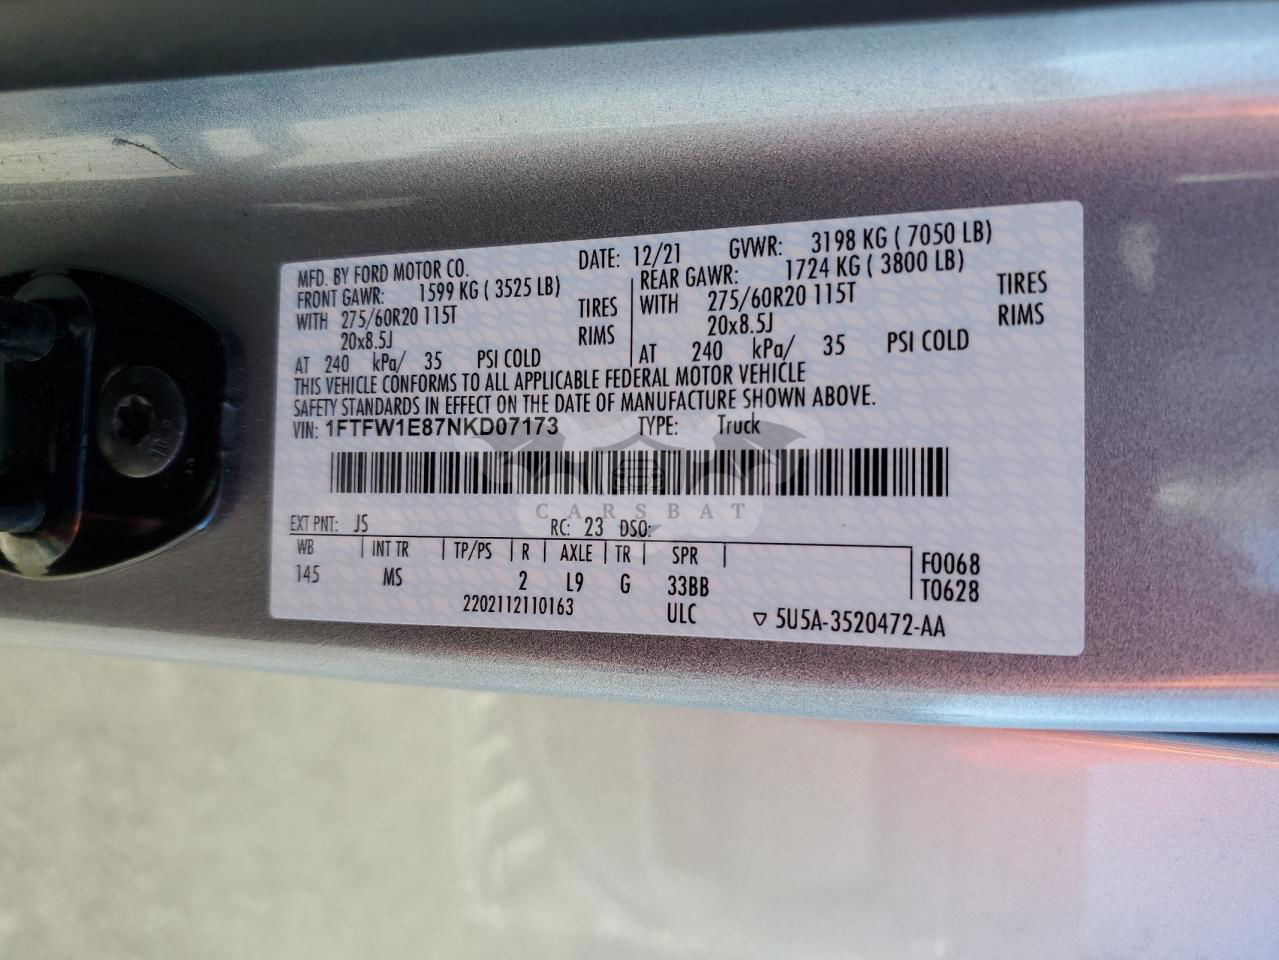 MFD. BY FORD MOTOR CO. DATE: 12/21 GVWR: 3198 KG ( 7050 LB)
FRONT GAWR: 1599 KG ( 3525 LB) REAR GAWR: 1724 KG ( 3800 LB)
WITH 275/60R20 115T TIRES WITH 275/60R20 115T TIRES
20x8.5J RIMS 20x8.5J RIMS
AT 240 kPa/ 35 PSI COLD AT 240 kPa/ 35 PSI COLD
THIS VEHICLE CONFORMS TO ALL APPLICABLE FEDERAL MOTOR VEHICLE
SAFETY STANDARDS IN EFFECT ON THE DATE OF MANUFACTURE SHOWN ABOVE.
VIN: 1FTFW1E87NKD07173 TYPE: Truck
CARSBAT
EXT PNT: JS RC: 23 DSO:
WB INT TR TP/PS R AXLE TR SPR F0068
145 MS 2 L9 G 33BB T0628
2202112110163 ULC ▽ 5U5A-3520472-AA